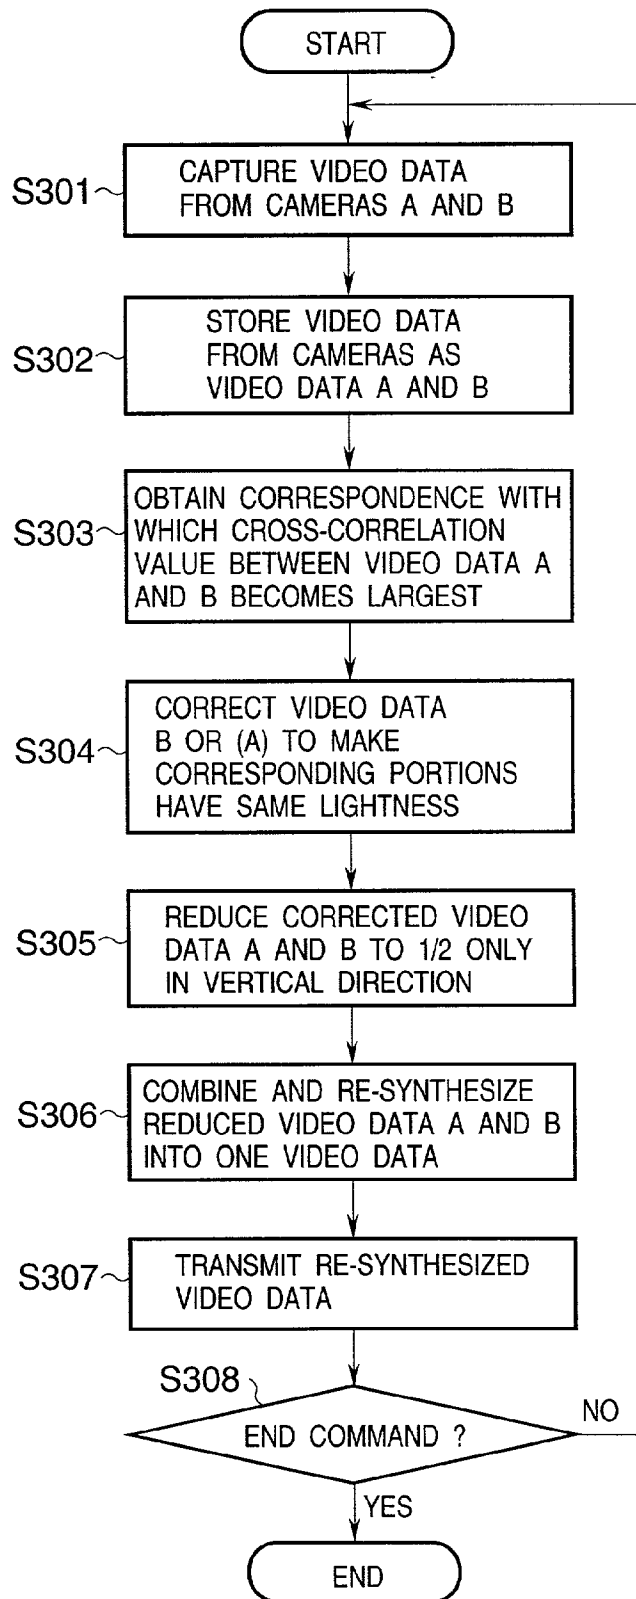 START
S301
CAPTURE VIDEO DATA
FROM CAMERAS A AND B
S302
STORE VIDEO DATA
FROM CAMERAS AS
VIDEO DATA A AND B
S303
OBTAIN CORRESPONDENCE WITH
WHICH CROSS-CORRELATION
VALUE BETWEEN VIDEO DATA A
AND B BECOMES LARGEST
S304
CORRECT VIDEO DATA
B OR (A) TO MAKE
CORRESPONDING PORTIONS
HAVE SAME LIGHTNESS
S305
REDUCE CORRECTED VIDEO
DATA A AND B TO 1/2 ONLY
IN VERTICAL DIRECTION
S306
COMBINE AND RE-SYNTHESIZE
REDUCED VIDEO DATA A AND B
INTO ONE VIDEO DATA
S307
TRANSMIT RE-SYNTHESIZED
VIDEO DATA
S308
END COMMAND ?
NO
YES
END